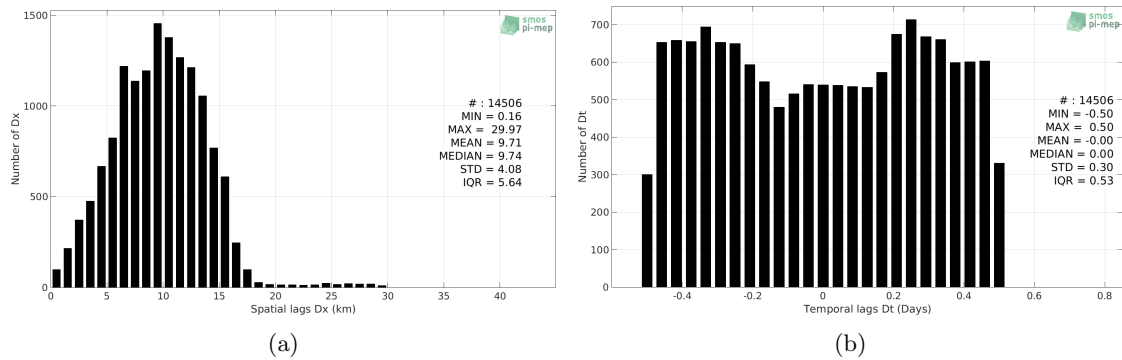 smos
pi-mep
1500
1000
500
0
Number of Dx
# : 14506
MIN = 0.16
MAX = 29.97
MEAN = 9.71
MEDIAN = 9.74
STD = 4.08
IQR = 5.64
0 5 10 15 20 25 30 35 40
Spatial lags Dx (km)
(a)
smos
pi-mep
700
600
500
400
300
200
100
0
Number of Dt
# : 14506
MIN = -0.50
MAX = 0.50
MEAN = -0.00
MEDIAN = 0.00
STD = 0.30
IQR = 0.53
-0.4 -0.2 0 0.2 0.4 0.6 0.8
Temporal lags Dt (Days)
(b)